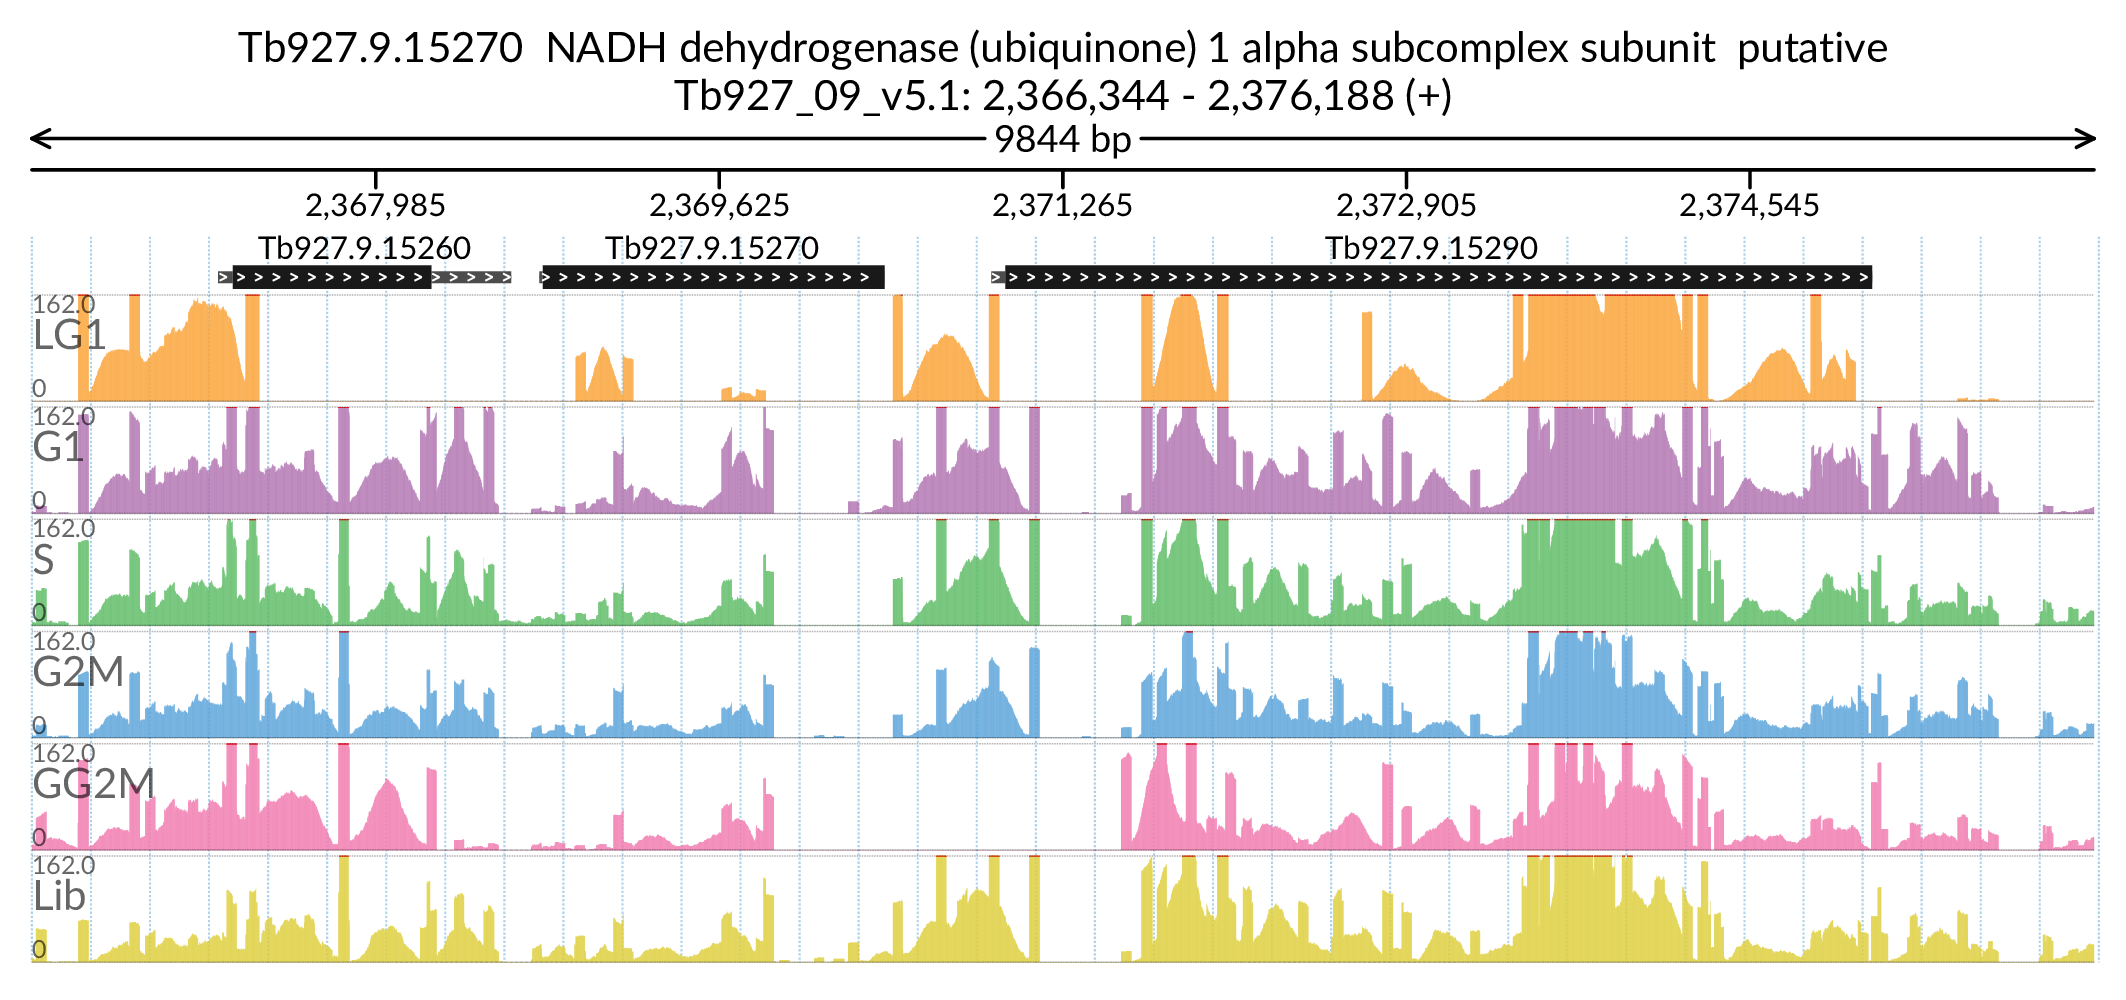 Tb927.9.15270 NADH dehydrogenase (ubiquinone) 1 alpha subcomplex subunit putative
Tb927_09_v5.1: 2,366,344 - 2,376,188 (+)
9844 bp
2,367,985 2,369,625 2,371,265 2,372,905 2,374,545
Tb927.9.15260 Tb927.9.15270 Tb927.9.15290
162.0
LG1
0
162.0
G1
0
162.0
S
0
162.0
G2M
0
162.0
GG2M
0
162.0
Lib
0